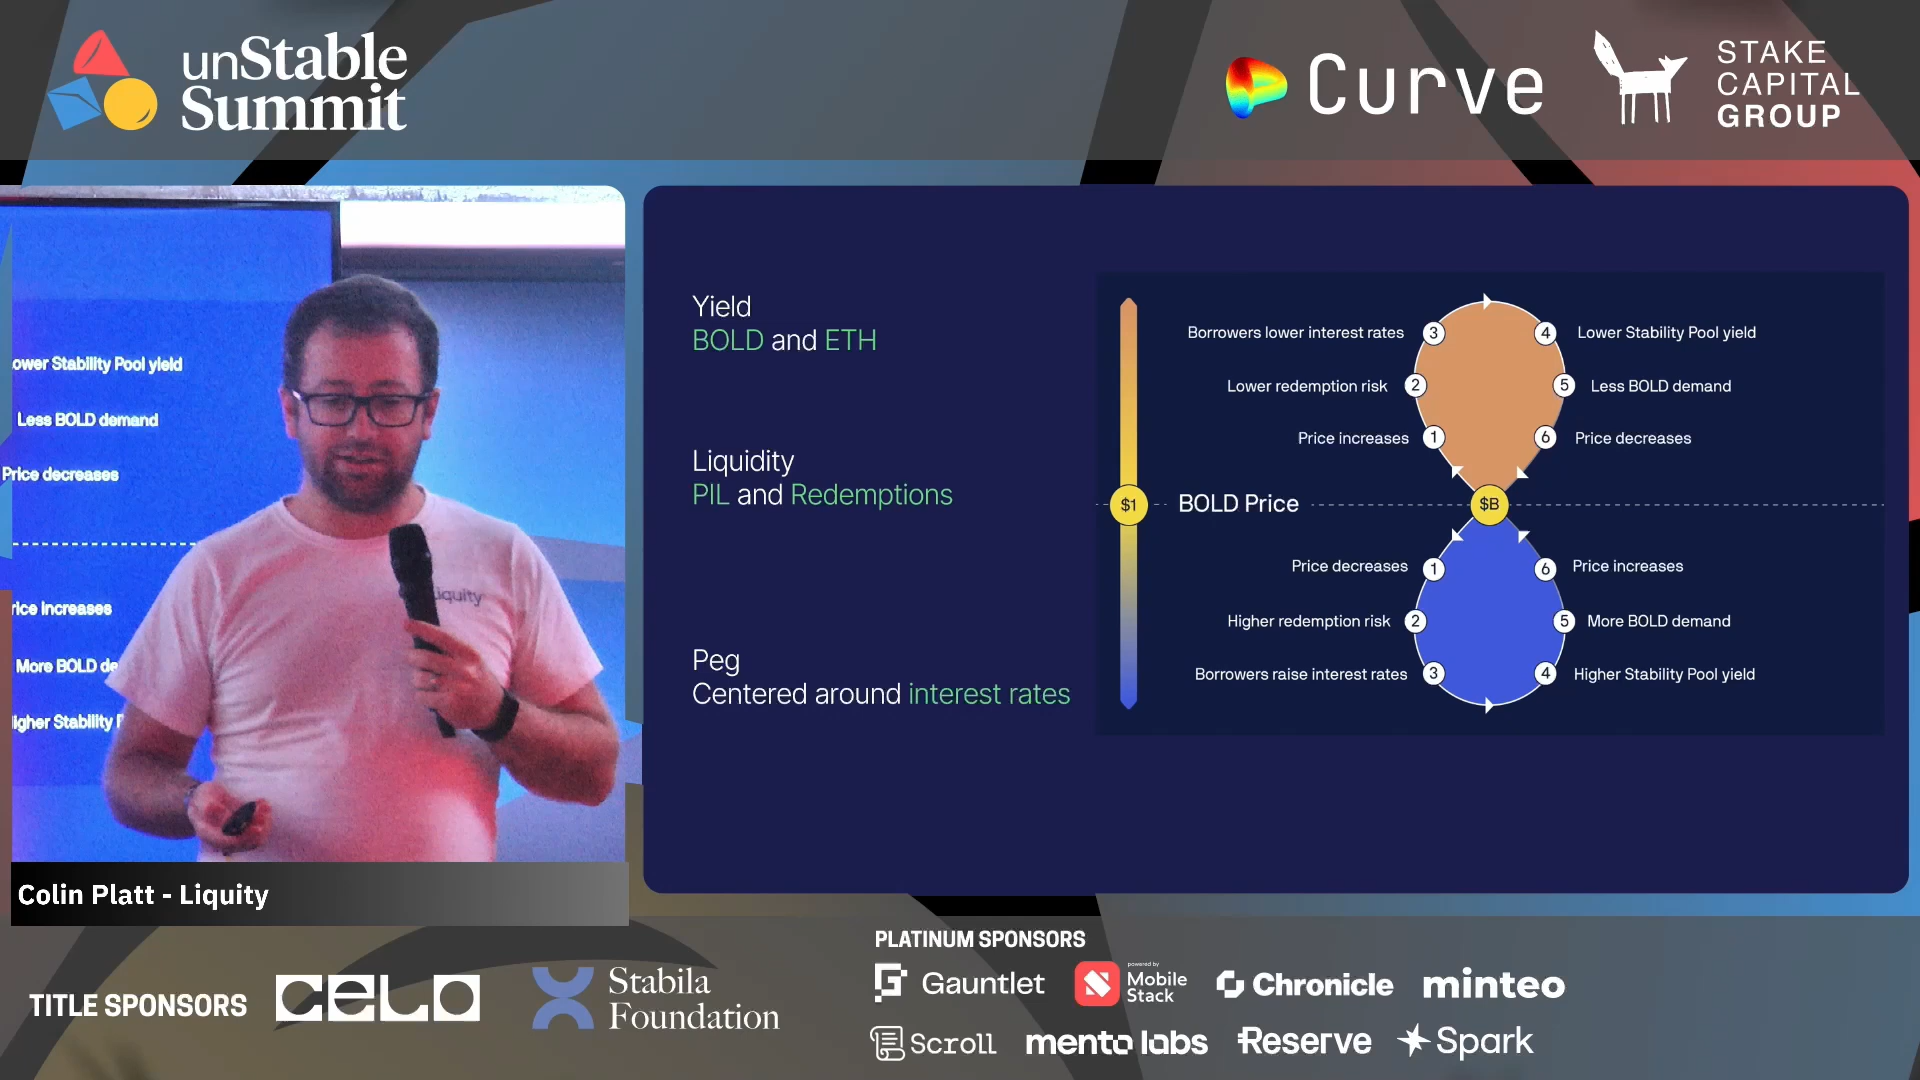 unStable
Summit
Curve
STAKE
CAPITAL
GROUP
ower Stability Pool yield
Less BOLD demand
Price decreases
rice increases
More BOLD de
igher Stability P
Liquity
Colin Platt - Liquity
Yield
BOLD and ETH
Liquidity
PIL and Redemptions
Peg
Centered around interest rates
Borrowers lower interest rates 3
4 Lower Stability Pool yield
Lower redemption risk 2
5 Less BOLD demand
Price increases 1
6 Price decreases
$1 BOLD Price $B
Price decreases 1
6 Price increases
Higher redemption risk 2
5 More BOLD demand
Borrowers raise interest rates 3
4 Higher Stability Pool yield
TITLE SPONSORS
CELO
Stabila
Foundation
PLATINUM SPONSORS
Gauntlet
powered by
Mobile
Stack
Chronicle
minteo
Scroll
mento labs
Reserve
Spark